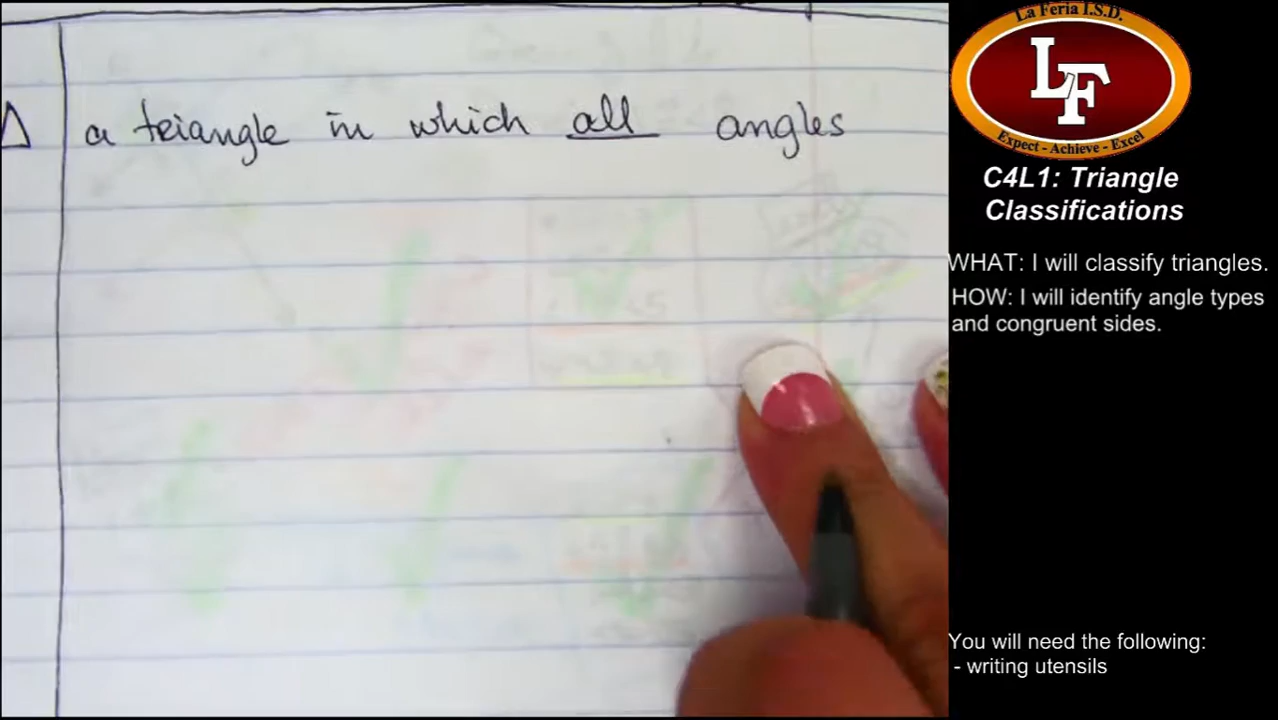 a triangle in which all angles
La Feria I.S.D.
LF
Expect - Achieve - Excel
C4L1: Triangle
Classifications
WHAT: I will classify triangles.
HOW: I will identify angle types
and congruent sides.
You will need the following:
- writing utensils